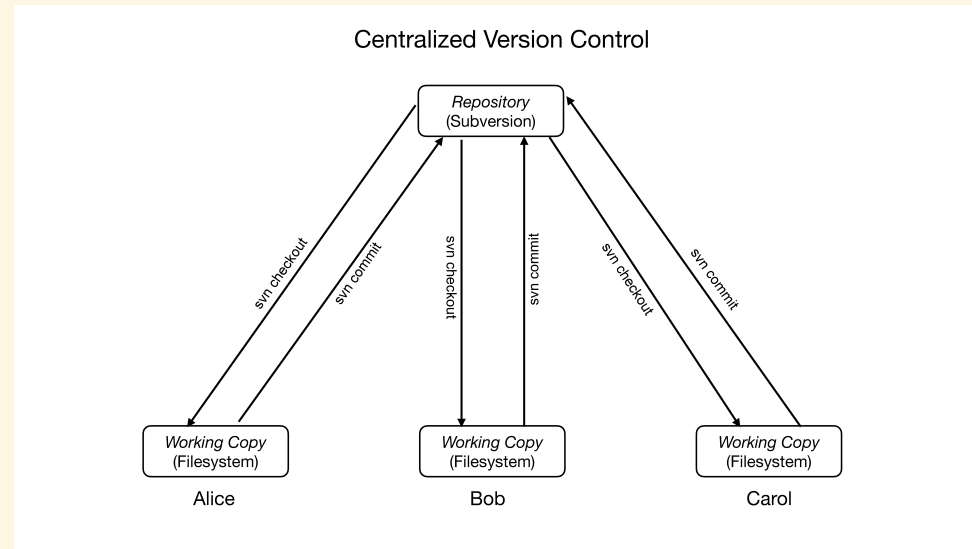 Centralized Version Control
Repository
(Subversion)
svn checkout
svn commit
svn checkout
svn commit
svn checkout
svn commit
Working Copy
(Filesystem)
Alice
Working Copy
(Filesystem)
Bob
Working Copy
(Filesystem)
Carol